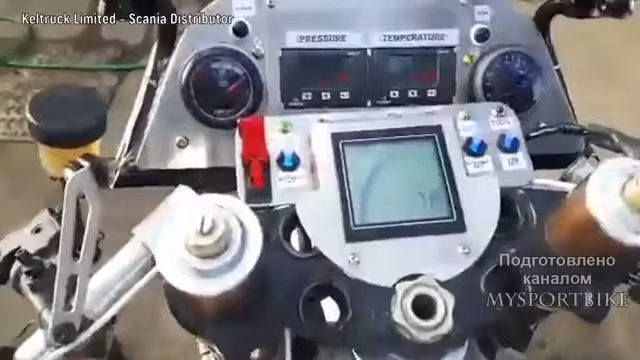 Keltruck Limited - Scania Distributor
PRESSURE
TEMPERATURE
Подготовлено
каналом
MYSPORTBIKE